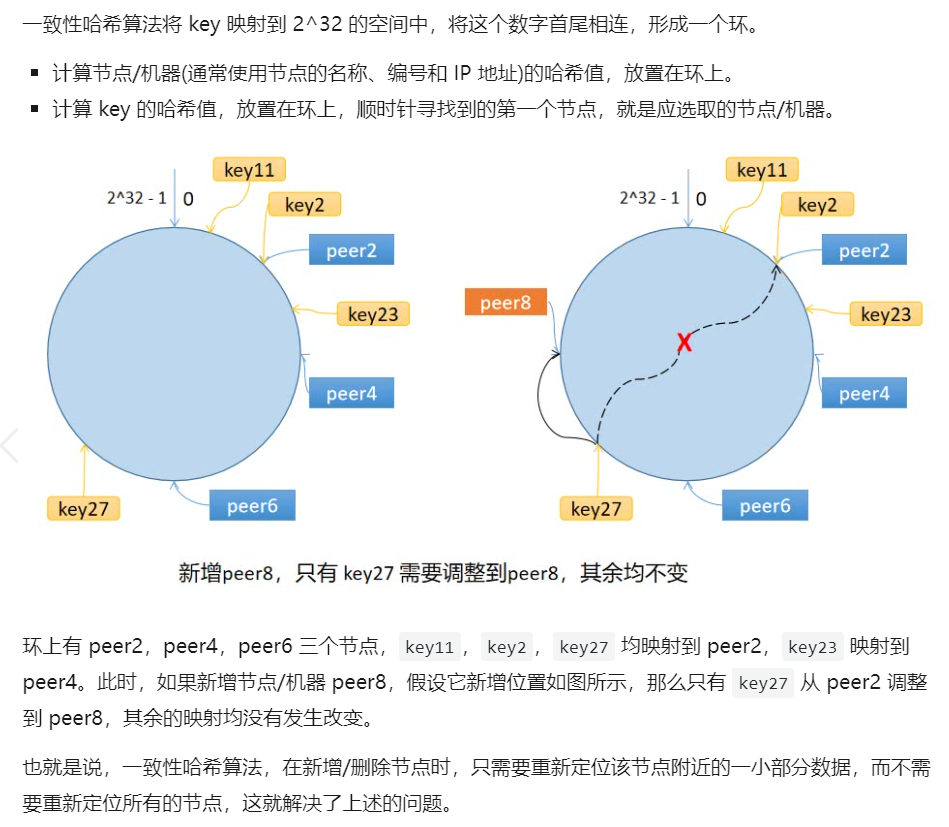 一致性哈希算法将 key 映射到 2^32 的空间中，将这个数字首尾相连，形成一个环。
计算节点/机器(通常使用节点的名称、编号和 IP 地址)的哈希值，放置在环上。
计算 key 的哈希值，放置在环上，顺时针寻找到的第一个节点，就是应选取的节点/机器。
key11
2^32 - 1 0
key2
peer2
key23
peer4
key27
peer6
key11
2^32 - 1 0
key2
peer2
peer8
key23
X
peer4
key27
peer6
新增peer8，只有 key27 需要调整到peer8，其余均不变
环上有 peer2，peer4，peer6 三个节点，key11，key2，key27 均映射到 peer2，key23 映射到
peer4。此时，如果新增节点/机器 peer8，假设它新增位置如图所示，那么只有 key27 从 peer2 调整
到 peer8，其余的映射均没有发生改变。
也就是说，一致性哈希算法，在新增/删除节点时，只需要重新定位该节点附近的一小部分数据，而不需
要重新定位所有的节点，这就解决了上述的问题。